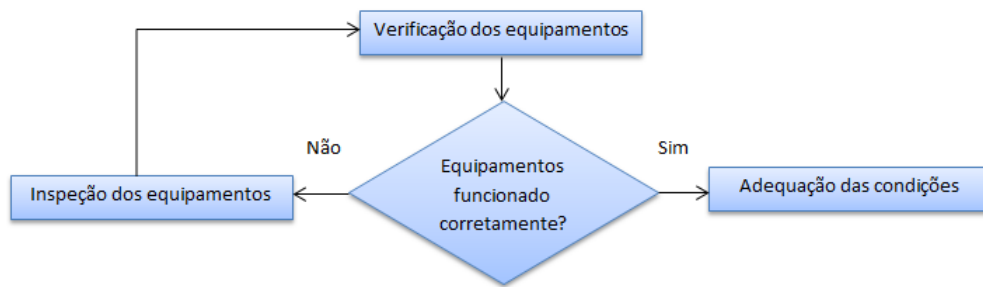 Verificação dos equipamentos
Não
Sim
Equipamentos
funcionado
corretamente?
Inspeção dos equipamentos
Adequação das condições